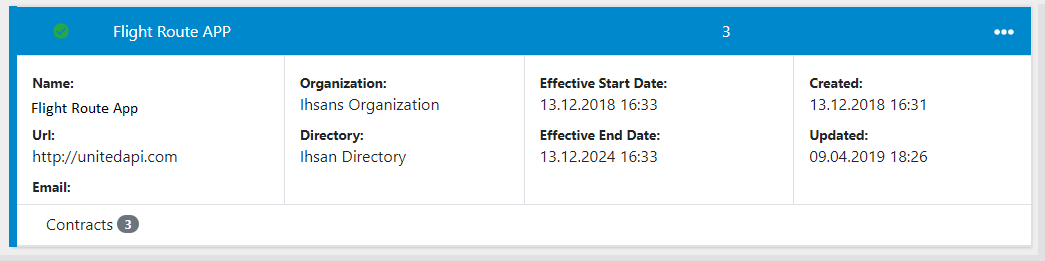 Flight Route APP 3
Name:
Flight Route App
Url:
http://unitedapi.com
Email:
Organization:
Ihsans Organization
Directory:
Ihsan Directory
Effective Start Date:
13.12.2018 16:33
Effective End Date:
13.12.2024 16:33
Created:
13.12.2018 16:31
Updated:
09.04.2019 18:26
Contracts 3